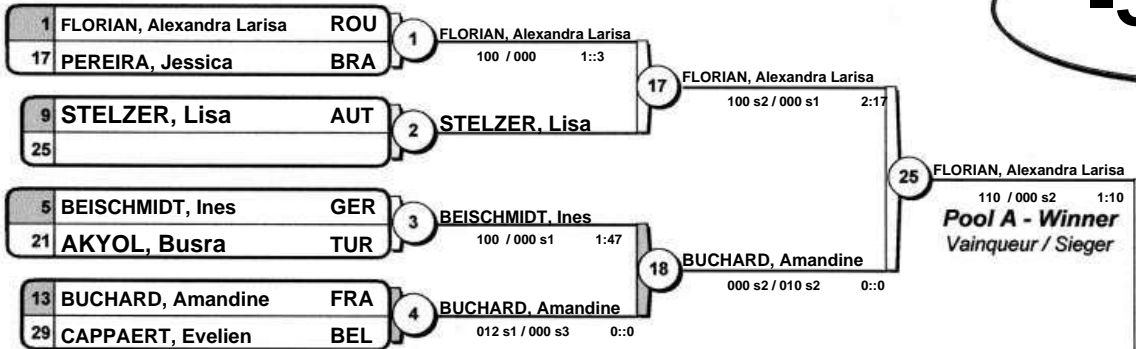 1 FLORIAN, Alexandra Larisa ROU
17 PEREIRA, Jessica BRA
1
FLORIAN, Alexandra Larisa
100 / 000 1::3
9 STELZER, Lisa AUT
25
2
STELZER, Lisa
17
FLORIAN, Alexandra Larisa
100 s2 / 000 s1 2:17
5 BEISCHMIDT, Ines GER
21 AKYOL, Busra TUR
3
BEISCHMIDT, Ines
100 / 000 s1 1:47
13 BUCHARD, Amandine FRA
29 CAPPAERT, Evelien BEL
4
BUCHARD, Amandine
012 s1 / 000 s3 0::0
18
BUCHARD, Amandine
000 s2 / 010 s2 0::0
25
FLORIAN, Alexandra Larisa
110 / 000 s2 1:10
Pool A - Winner
Vainqueur / Sieger